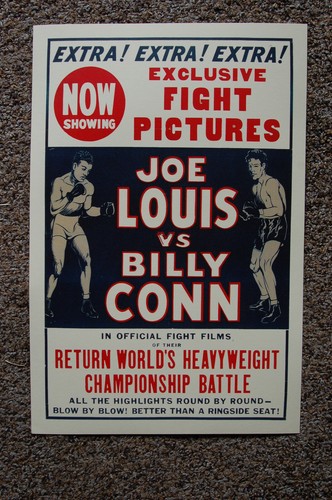 EXTRA! EXTRA! EXTRA!
NOW
SHOWING
EXCLUSIVE
FIGHT
PICTURES
JOE
LOUIS
VS
BILLY
CONN
IN OFFICIAL FIGHT FILMS
OF THEIR
RETURN WORLD'S HEAVYWEIGHT
CHAMPIONSHIP BATTLE
ALL THE HIGHLIGHTS ROUND BY ROUND—
BLOW BY BLOW! BETTER THAN A RINGSIDE SEAT!